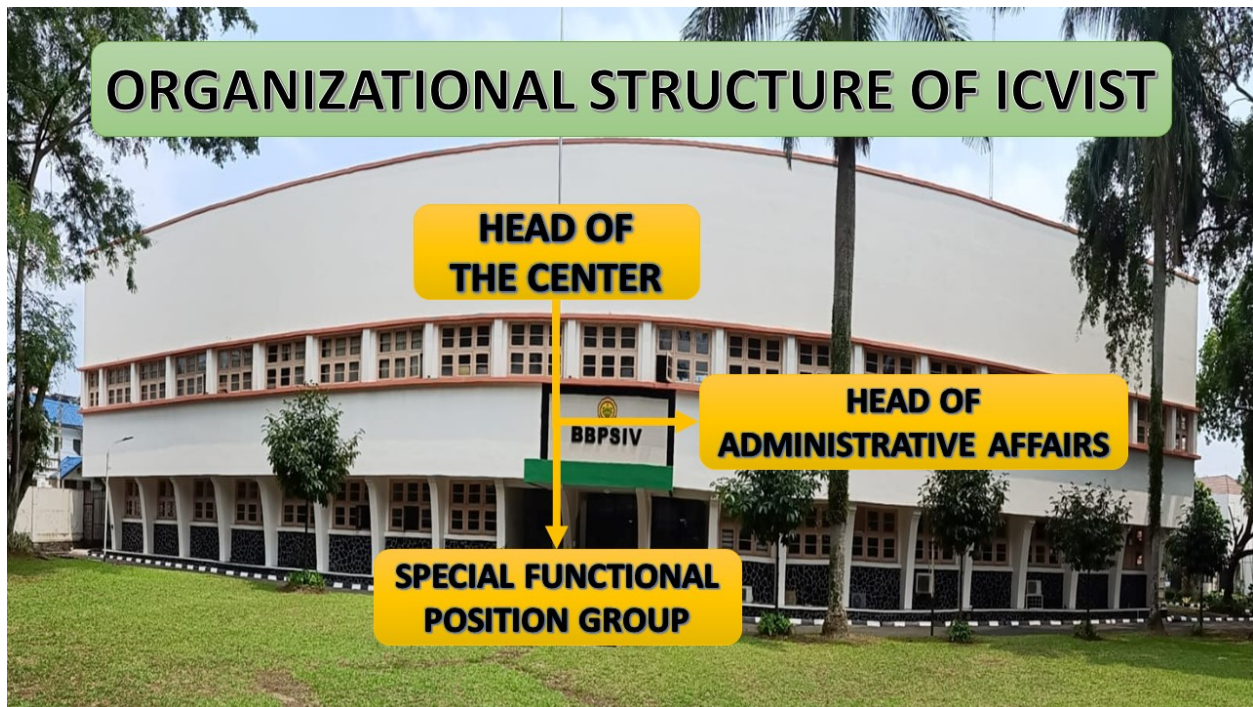 ORGANIZATIONAL STRUCTURE OF ICVIST
HEAD OF
THE CENTER
HEAD OF
ADMINISTRATIVE AFFAIRS
BBPSIV
SPECIAL FUNCTIONAL
POSITION GROUP